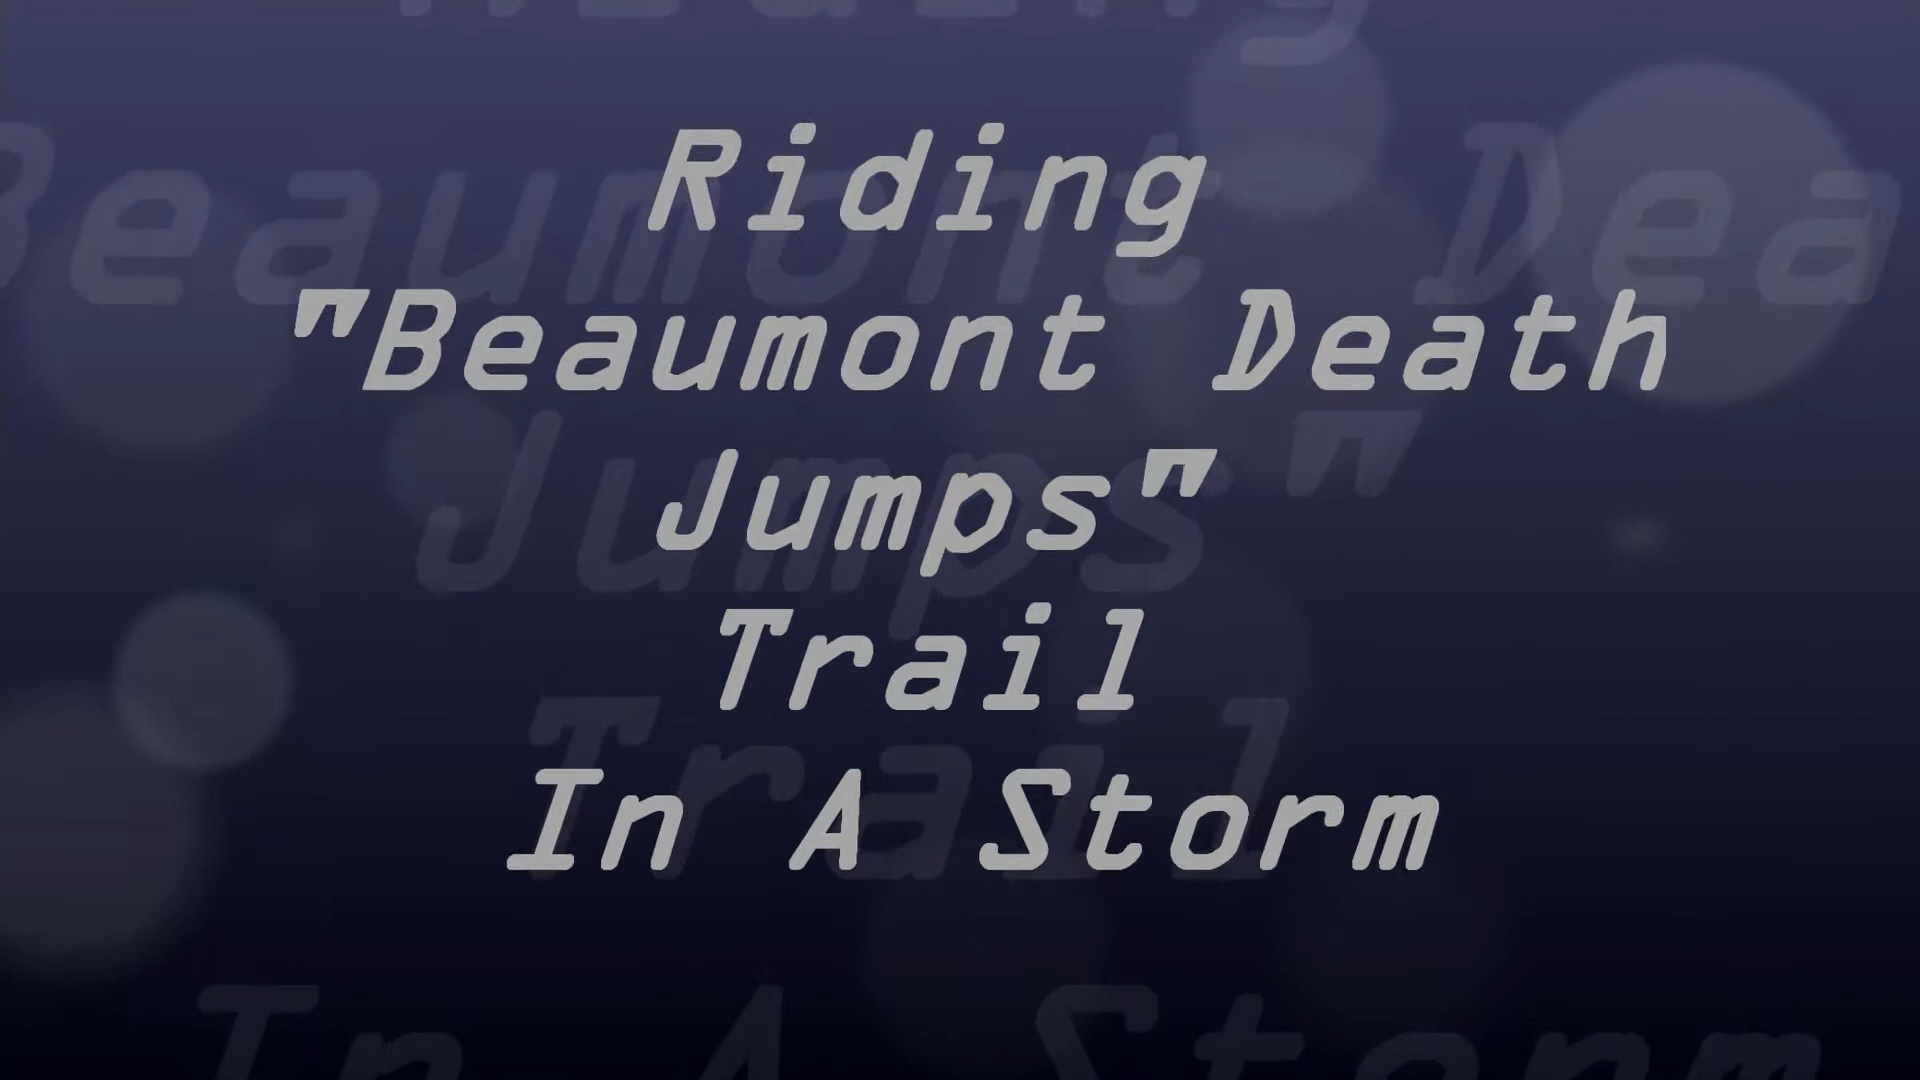 Riding
"Beaumont Death
Jumps"
Trail
In A Storm